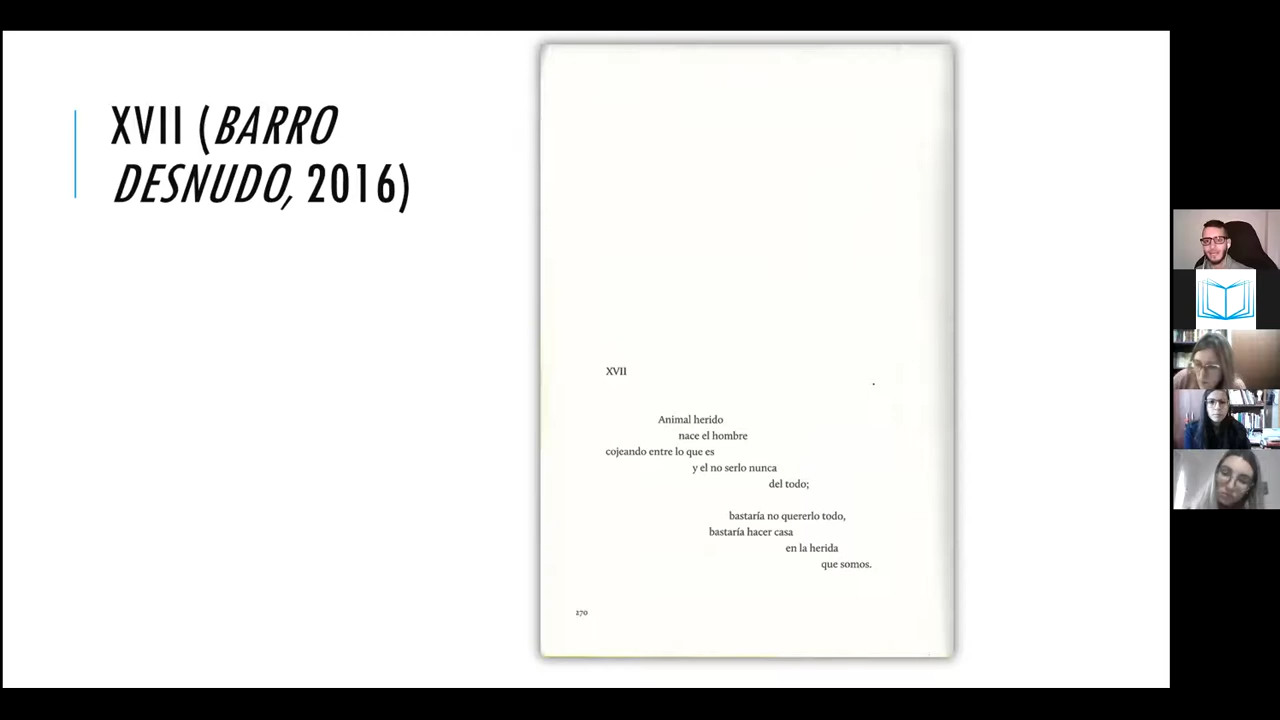 XVII (BARRO
DESNUDO, 2016)
XVII
Animal herido
nace el hombre
cojeando entre lo que es
y el no serlo nunca
del todo;
bastaría no quererlo todo,
bastaría hacer casa
en la herida
que somos.
170